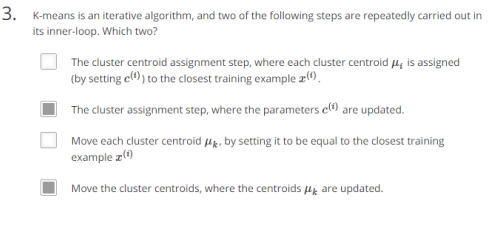 3. K-means is an iterative algorithm, and two of the following steps are repeatedly carried out in
its inner-loop. Which two?
The cluster centroid assignment step, where each cluster centroid μᵢ is assigned
(by setting c⁽ⁱ⁾) to the closest training example x⁽ⁱ⁾.
The cluster assignment step, where the parameters c⁽ⁱ⁾ are updated.
Move each cluster centroid μₖ, by setting it to be equal to the closest training
example x⁽ⁱ⁾
Move the cluster centroids, where the centroids μₖ are updated.